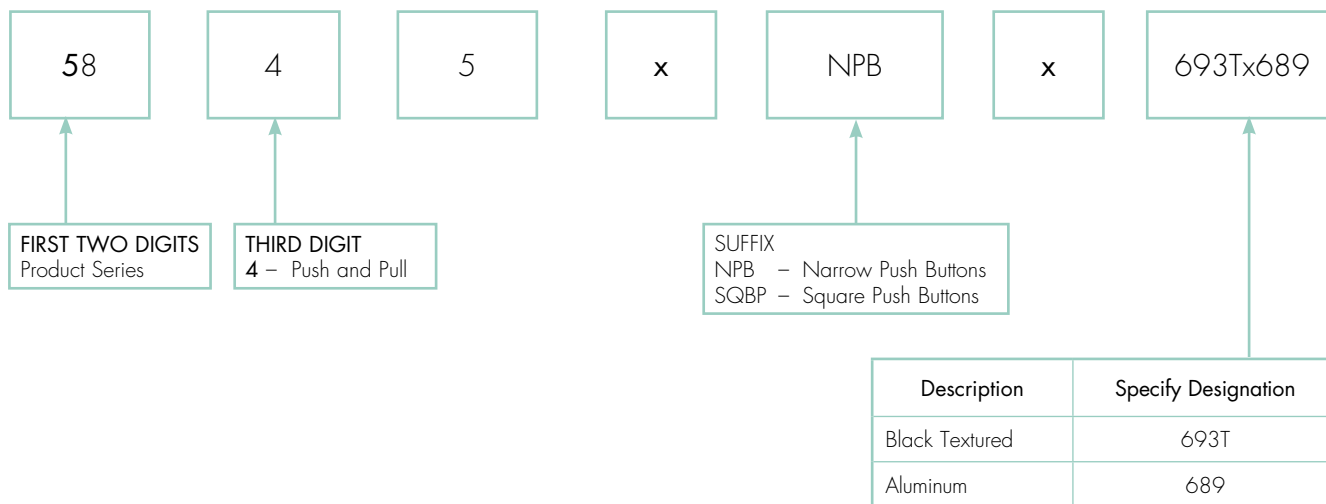 58 4 5 x NPB x 693Tx689
FIRST TWO DIGITS
Product Series
THIRD DIGIT
4 – Push and Pull
SUFFIX
NPB – Narrow Push Buttons
SQBP – Square Push Buttons
Description Specify Designation
Black Textured 693T
Aluminum 689